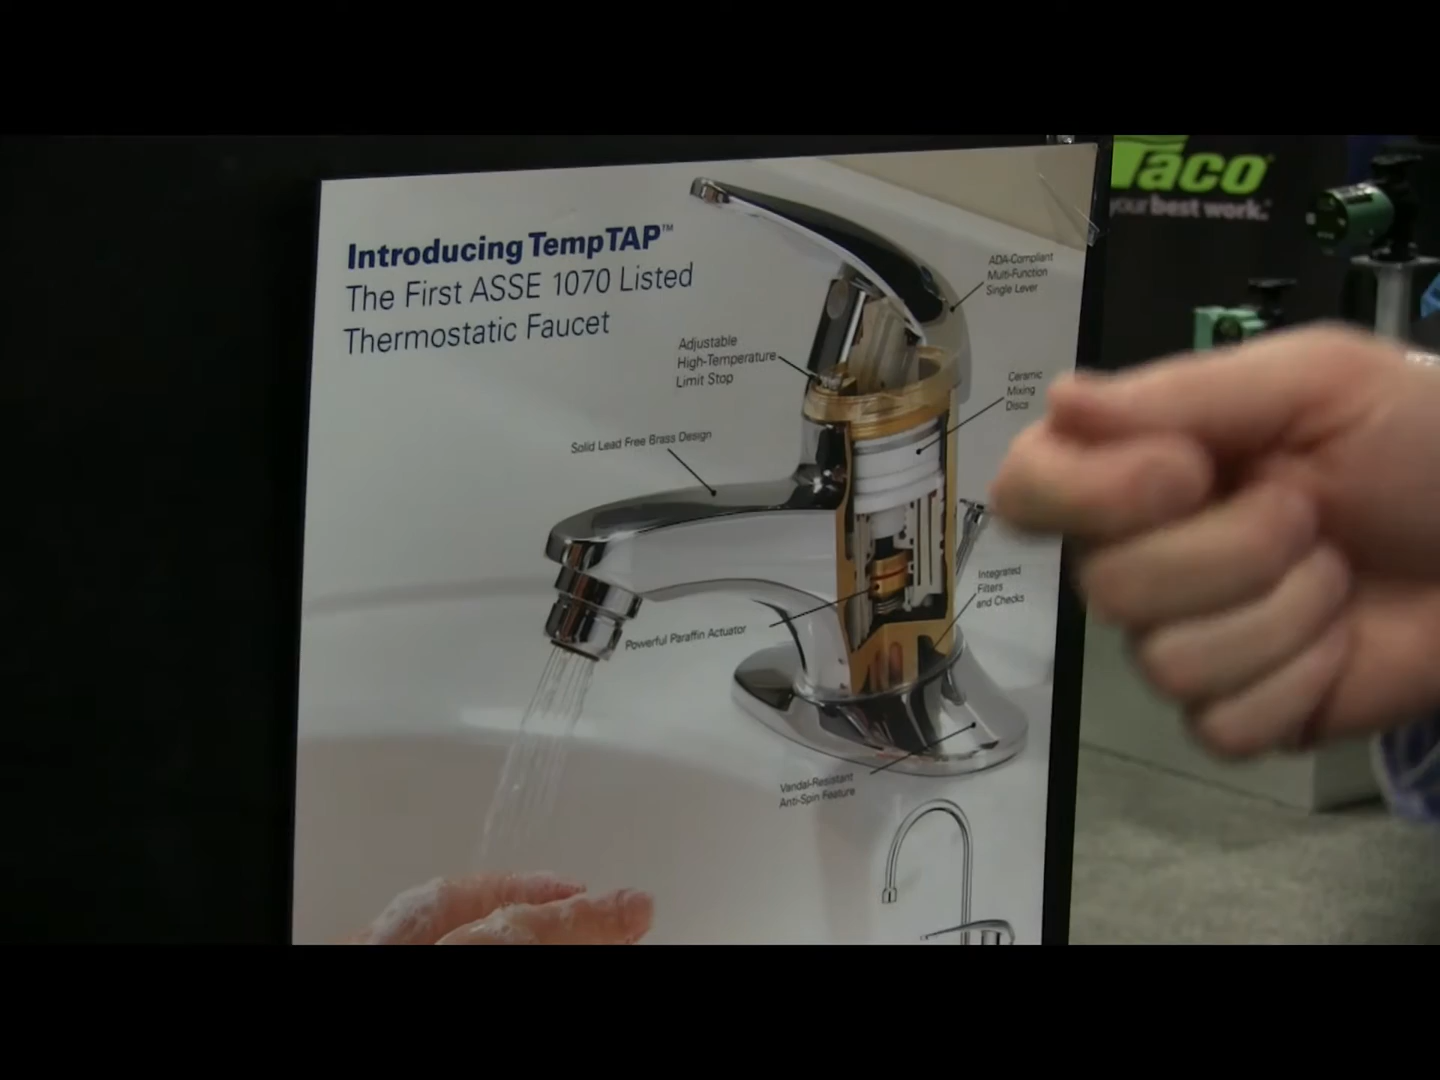 Introducing TempTAP™
The First ASSE 1070 Listed
Thermostatic Faucet
Adjustable
High-Temperature
Limit Stop
ADA-Compliant
Multi-Function
Single Lever
Ceramic
Mixing
Discs
Solid Lead Free Brass Design
Integrated
Filters
and Checks
Powerful Paraffin Actuator
Vandal-Resistant
Anti-Spin Feature
Taco®
your best work.®